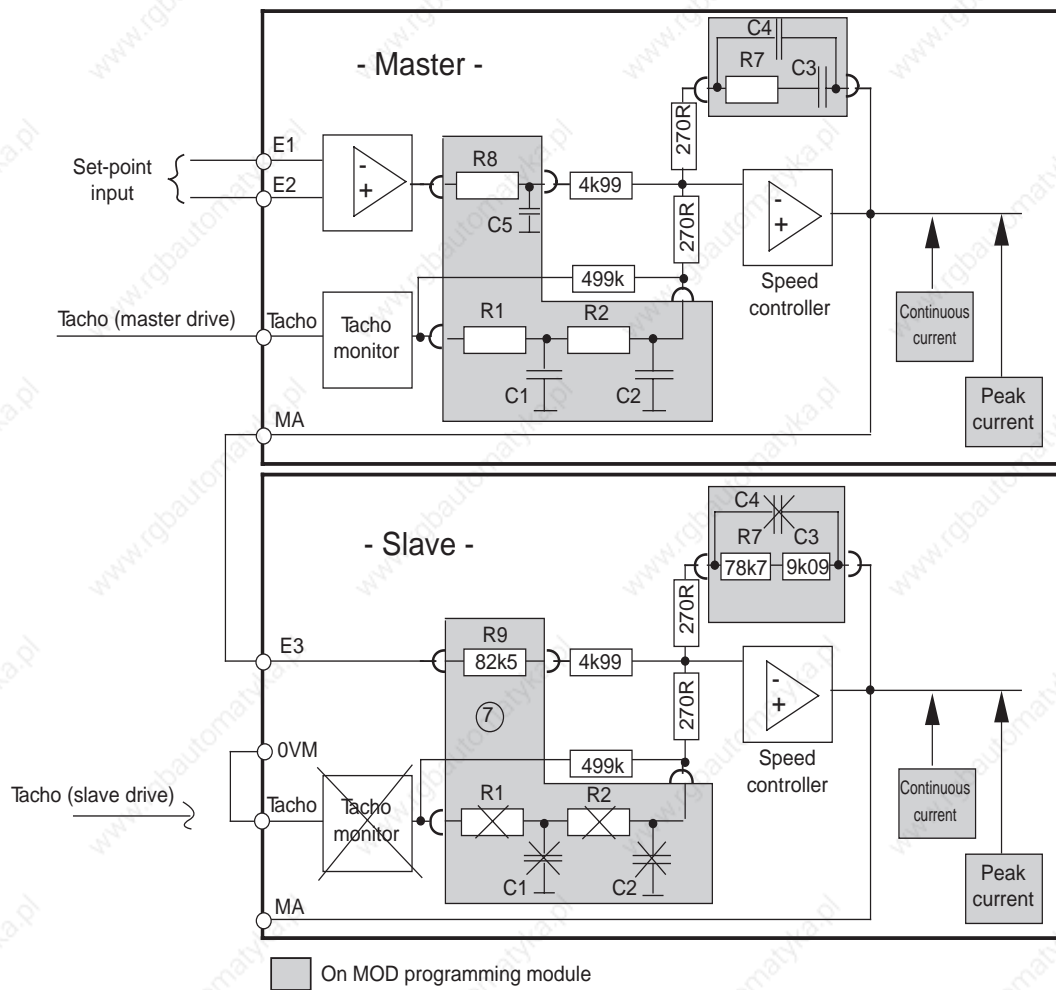 - Master -
C4
R7
C3
270R
Set-point
input
E1
E2
-
+
R8
C5
4k99
270R
-
+
Speed
controller
499k
Tacho (master drive)
Tacho
Tacho
monitor
R1
R2
C1
C2
Continuous
current
Peak
current
MA
- Slave -
C4
R7
C3
78k7
9k09
270R
E3
R9
82k5
4k99
7
270R
-
+
Speed
controller
0VM
499k
Tacho (slave drive)
Tacho
Tacho
monitor
R1
R2
C1
C2
Continuous
current
Peak
current
MA
On MOD programming module
www.rgbautomatyka.pl